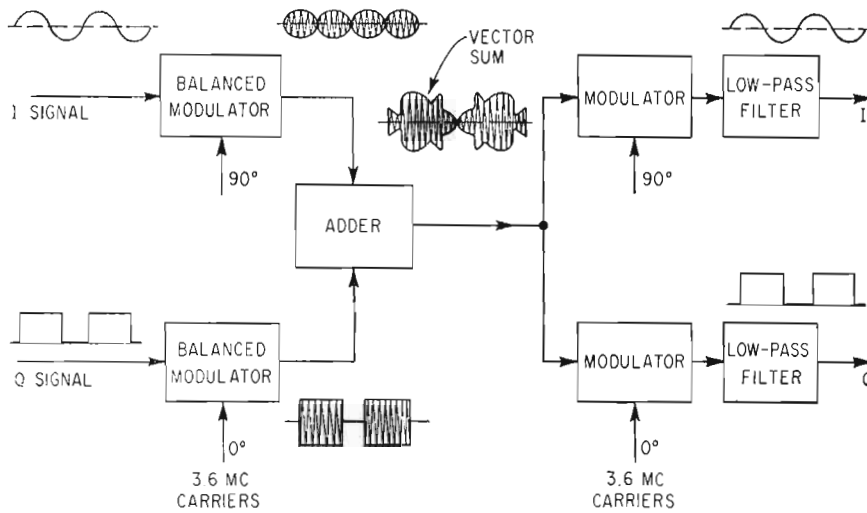 VECTOR
SUM
BALANCED
MODULATOR
MODULATOR
LOW-PASS
FILTER
I SIGNAL
I
90°
90°
ADDER
BALANCED
MODULATOR
MODULATOR
LOW-PASS
FILTER
Q SIGNAL
Q
0°
0°
3.6 MC
CARRIERS
3.6 MC
CARRIERS